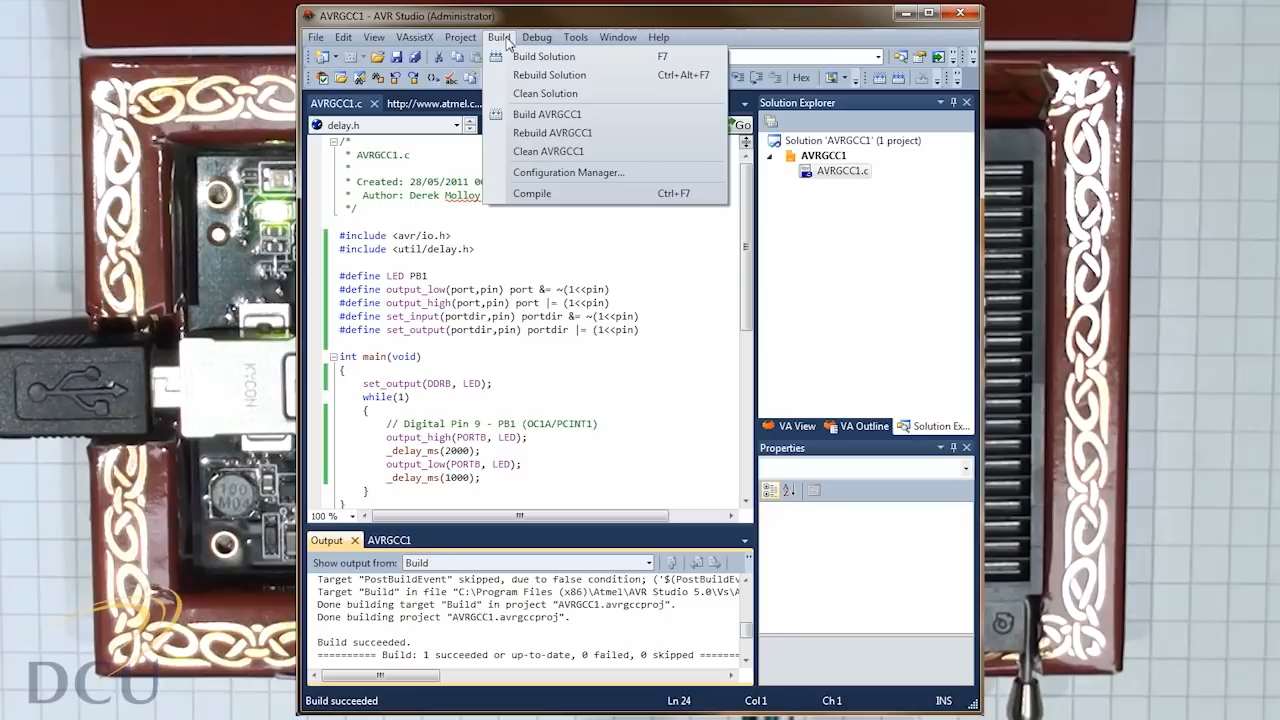 AVRGCC1 - AVR Studio (Administrator)
File Edit View VAssistX Project Build Debug Tools Window Help
Build Solution F7
Rebuild Solution Ctrl+Alt+F7
Clean Solution
Build AVRGCC1
Rebuild AVRGCC1
Clean AVRGCC1
Configuration Manager...
Compile Ctrl+F7
Hex
AVRGCC1.c http://www.atmel.c...
delay.h
Go
/*
* AVRGCC1.c
*
* Created: 28/05/2011
* Author: Derek Molloy
*/
#include <avr/io.h>
#include <util/delay.h>
#define LED PB1
#define output_low(port,pin) port &= ~(1<<pin)
#define output_high(port,pin) port |= (1<<pin)
#define set_input(portdir,pin) portdir &= ~(1<<pin)
#define set_output(portdir,pin) portdir |= (1<<pin)
int main(void)
{
set_output(DDRB, LED);
while(1)
{
// Digital Pin 9 - PB1 (OC1A/PCINT1)
output_high(PORTB, LED);
_delay_ms(2000);
output_low(PORTB, LED);
_delay_ms(1000);
}
}
100 %
Solution Explorer
Solution 'AVRGCC1' (1 project)
AVRGCC1
AVRGCC1.c
VA View VA Outline Solution Ex...
Properties
Output AVRGCC1
Show output from: Build
Target "PostBuildEvent" skipped, due to false condition; ('$(PostBuildEv
Target "Build" in file "C:\Program Files (x86)\Atmel\AVR Studio 5.0\Vs\A
Done building target "Build" in project "AVRGCC1.avrgccproj".
Done building project "AVRGCC1.avrgccproj".
Build succeeded.
========== Build: 1 succeeded or up-to-date, 0 failed, 0 skipped =======
Build succeeded Ln 24 Col 1 Ch 1 INS
KYCON
100
DCU